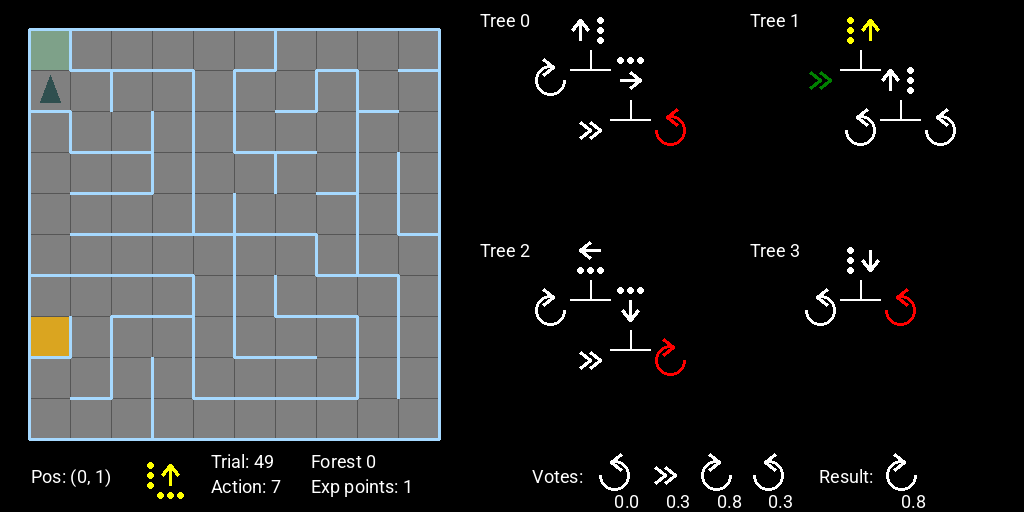 Tree 0
Tree 1
Tree 2
Tree 3
Pos: (0, 1)
Trial: 49
Forest 0
Action: 7
Exp points: 1
Votes:
0.0
0.3
0.8
0.3
Result:
0.8